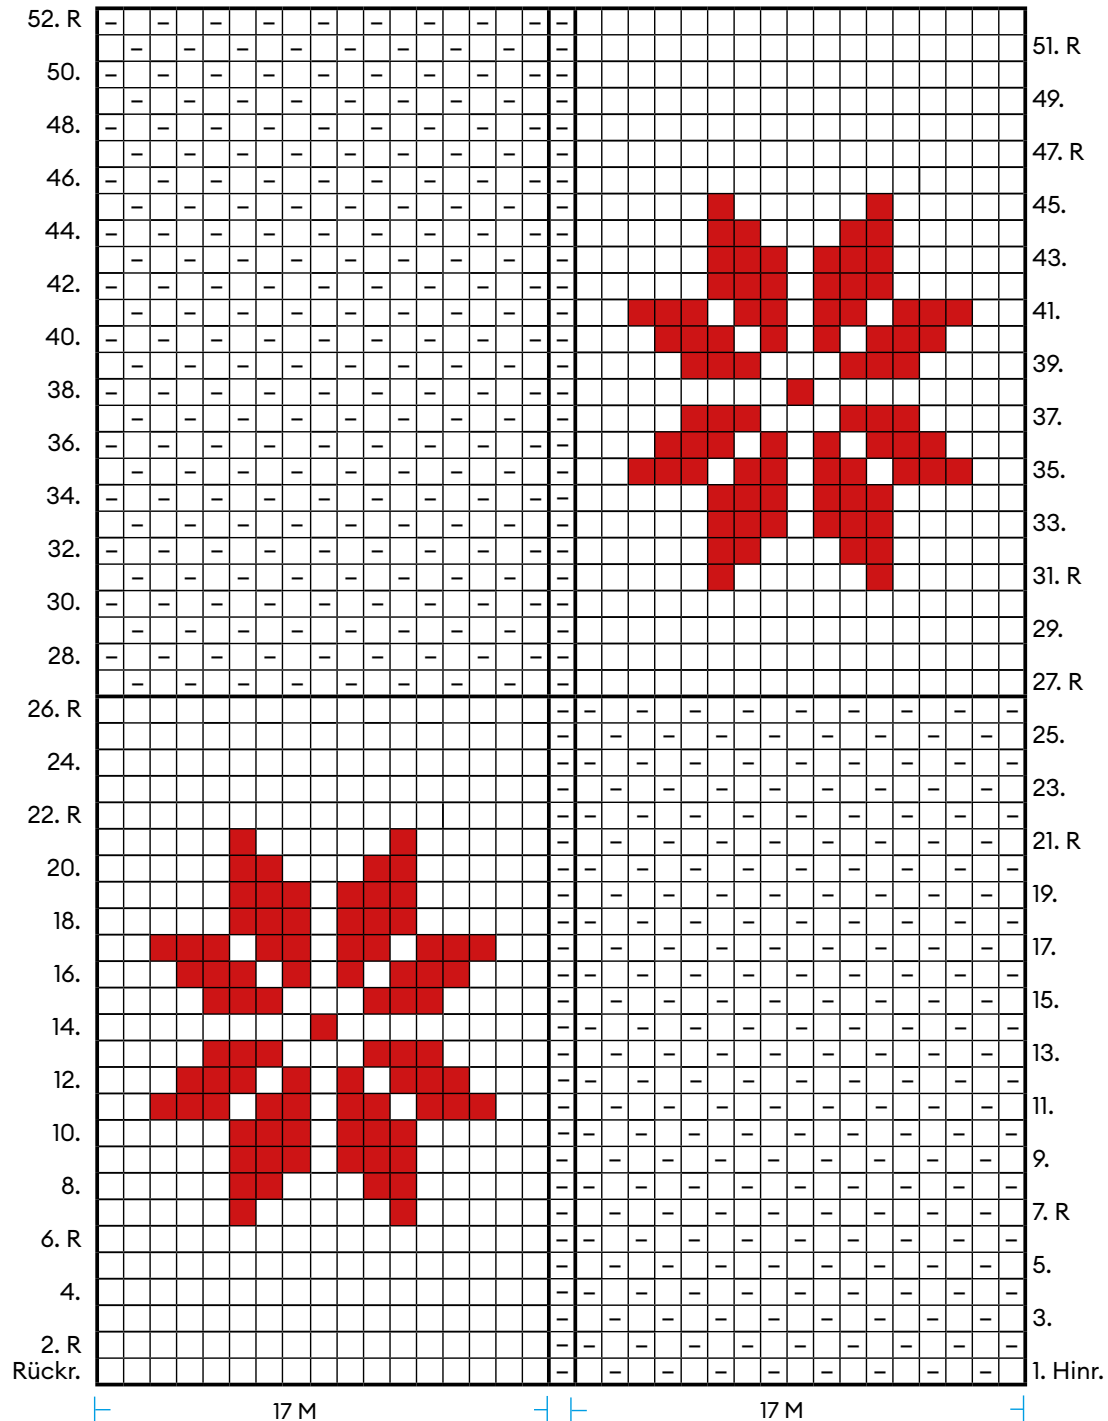 52. R
51. R
50.
49.
48.
47. R
46.
45.
44.
43.
42.
41.
40.
39.
38.
37.
36.
35.
34.
33.
32.
31. R
30.
29.
28.
27. R
26. R
25.
24.
23.
22. R
21. R
20.
19.
18.
17.
16.
15.
14.
13.
12.
11.
10.
9.
8.
7. R
6. R
5.
4.
3.
2. R
Rückr.
1. Hinr.
17 M
17 M